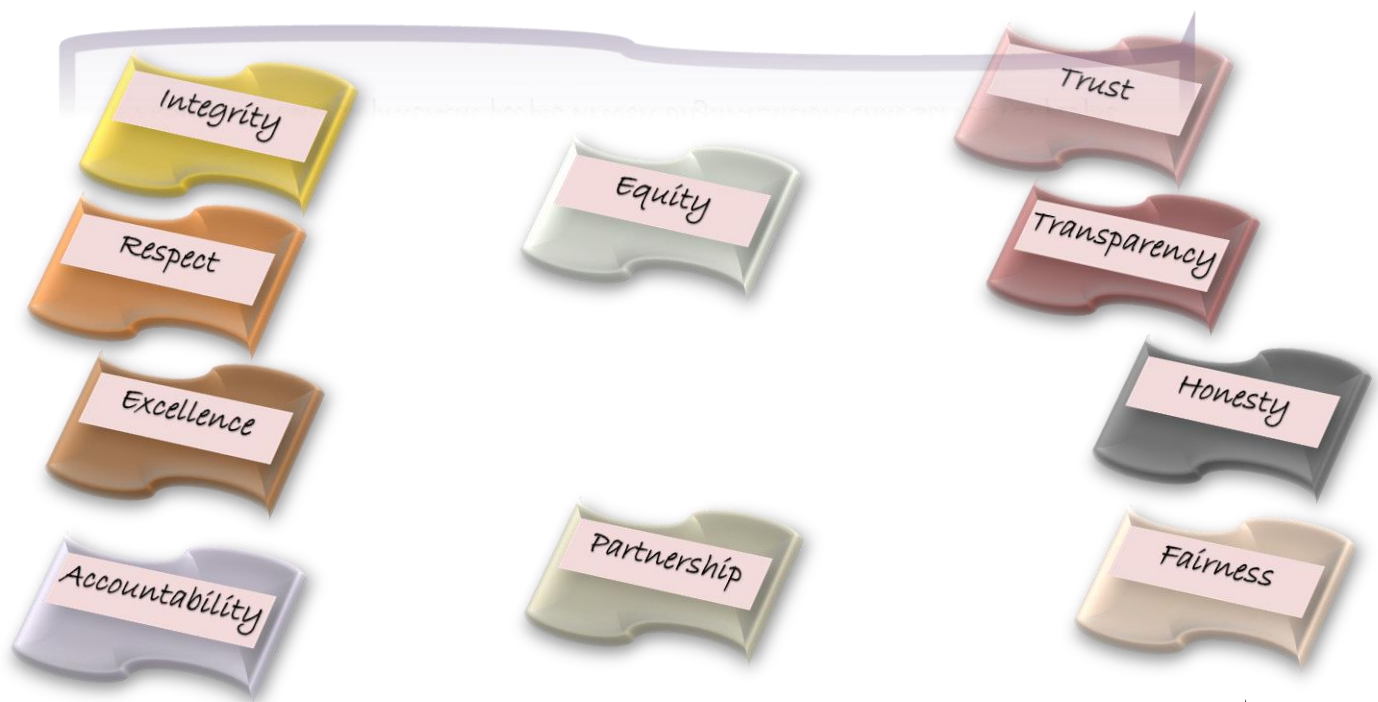 Integrity
Respect
Excellence
Accountability
Equity
Partnership
Trust
Transparency
Honesty
Fairness